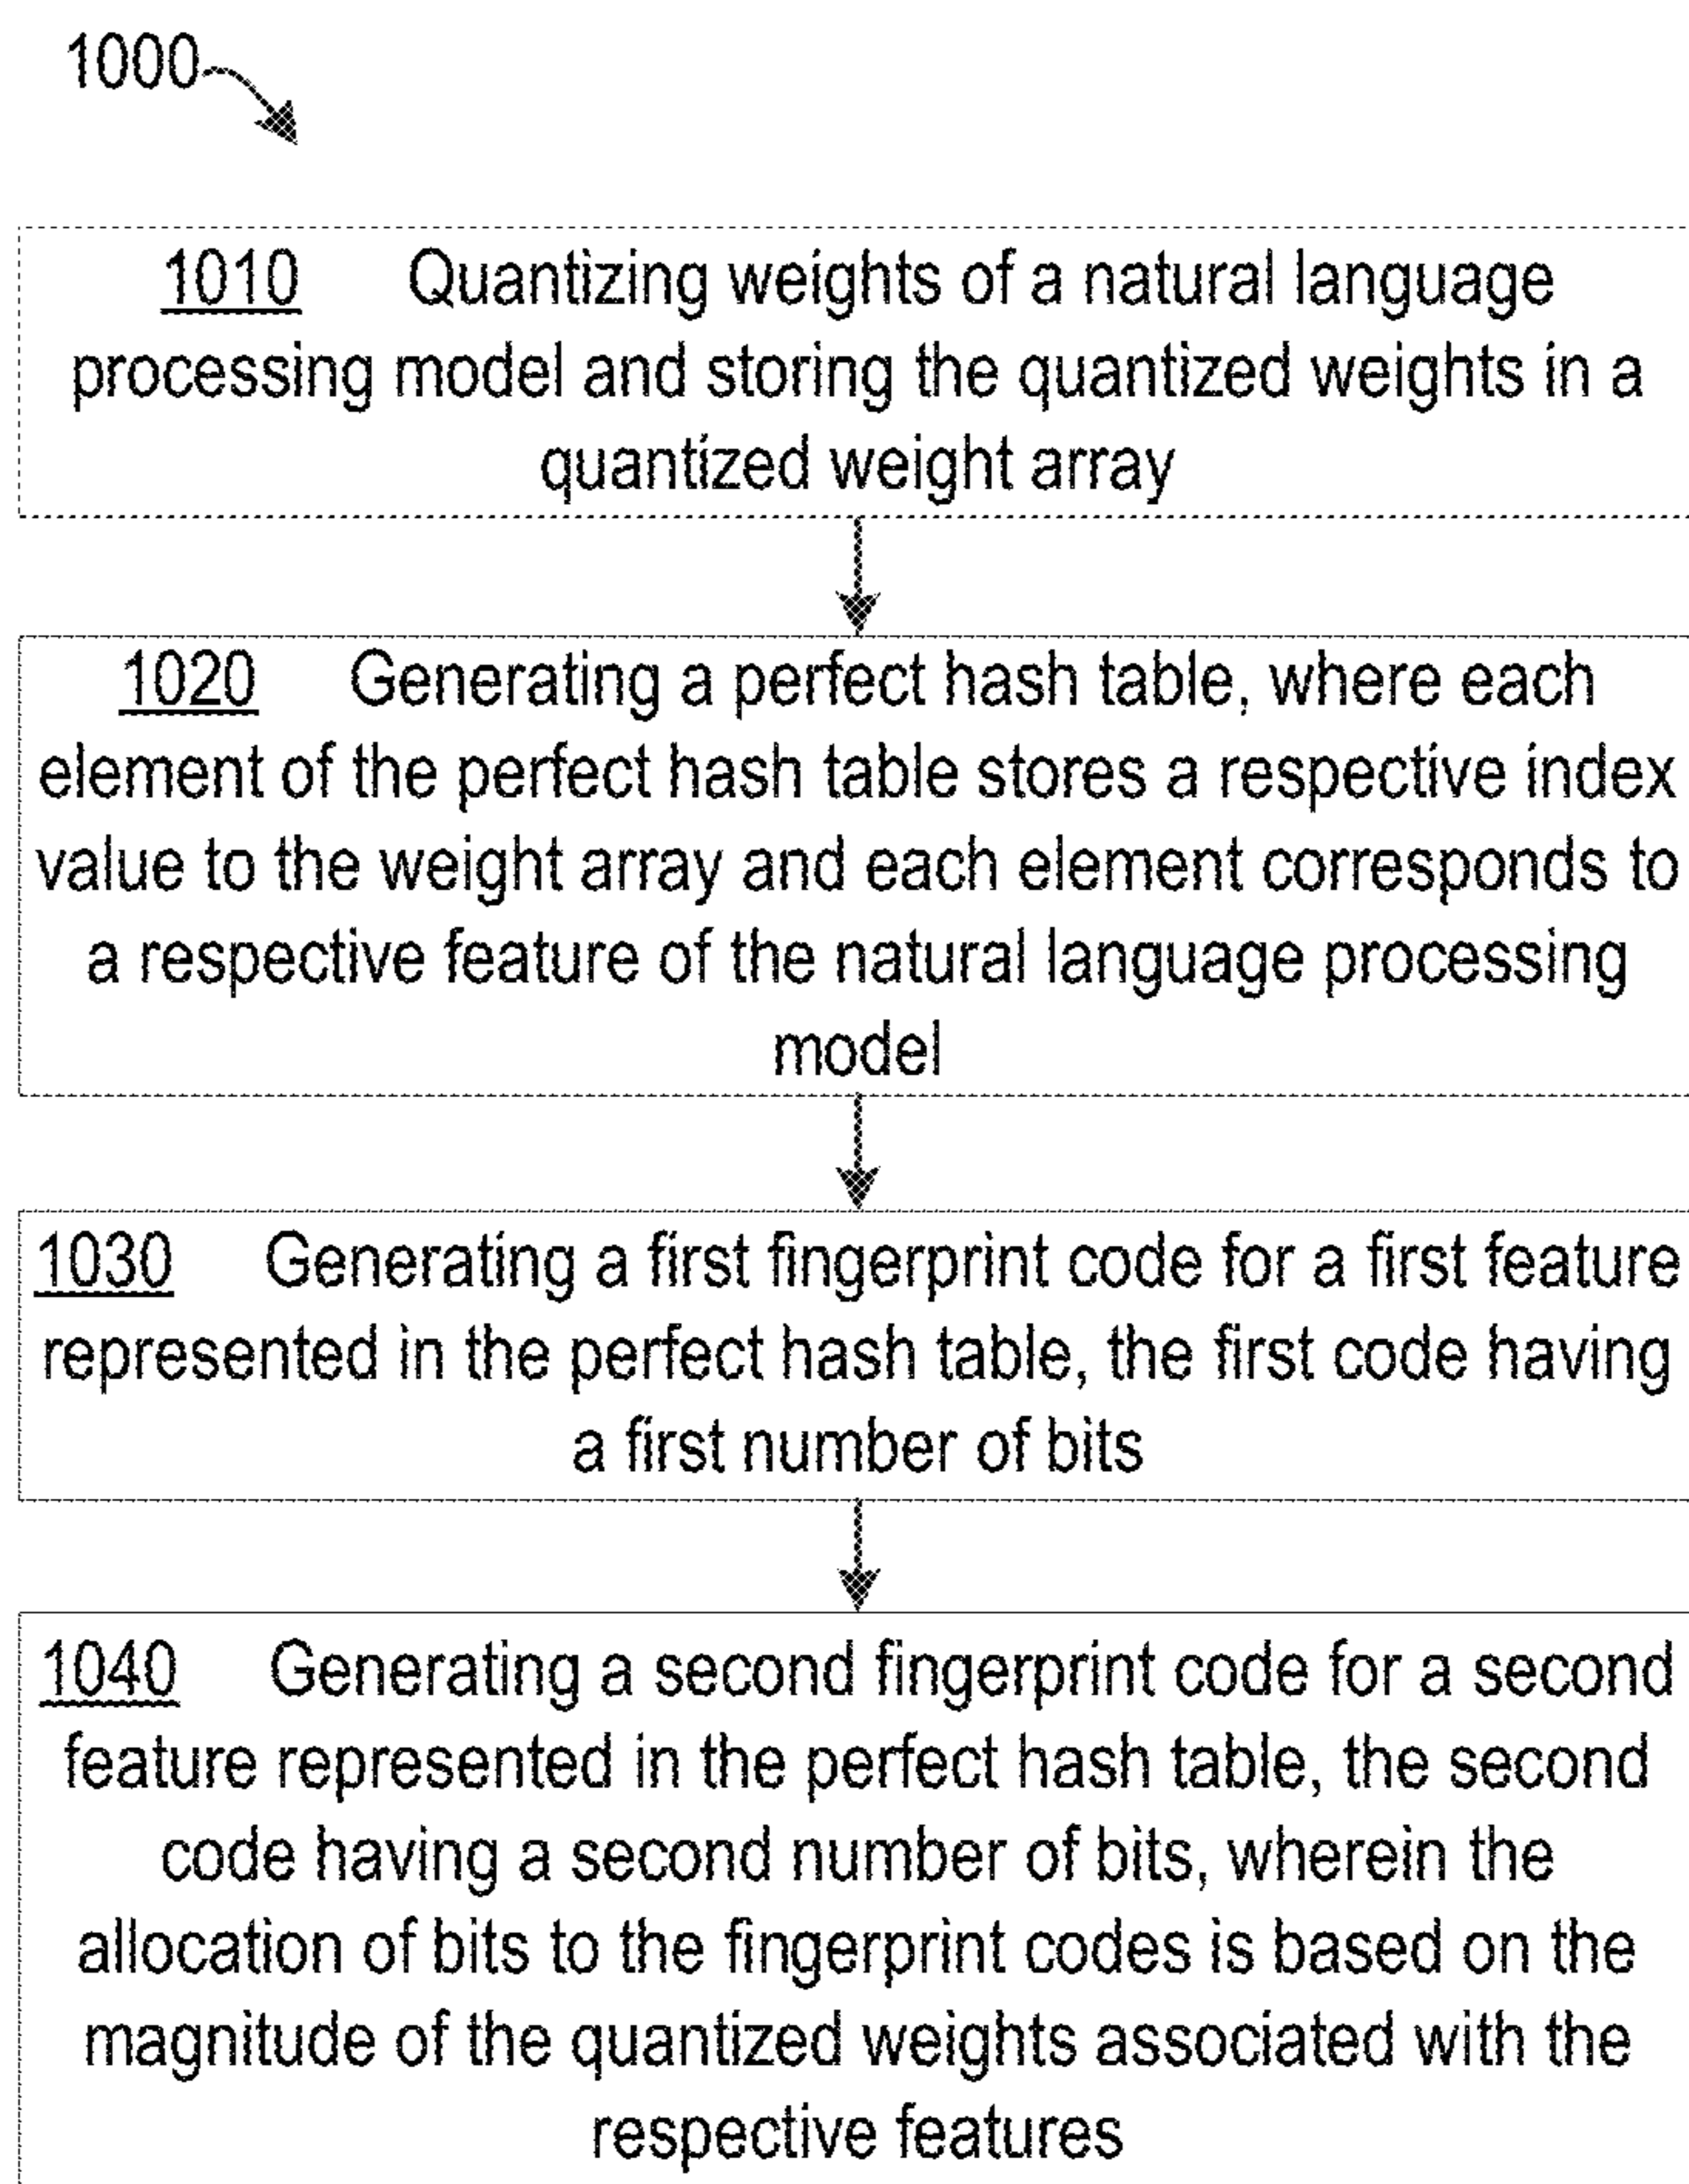 1000
1010 Quantizing weights of a natural language
processing model and storing the quantized weights in a
quantized weight array
1020 Generating a perfect hash table, where each
element of the perfect hash table stores a respective index
value to the weight array and each element corresponds to
a respective feature of the natural language processing
model
1030 Generating a first fingerprint code for a first feature
represented in the perfect hash table, the first code having
a first number of bits
1040 Generating a second fingerprint code for a second
feature represented in the perfect hash table, the second
code having a second number of bits, wherein the
allocation of bits to the fingerprint codes is based on the
magnitude of the quantized weights associated with the
respective features